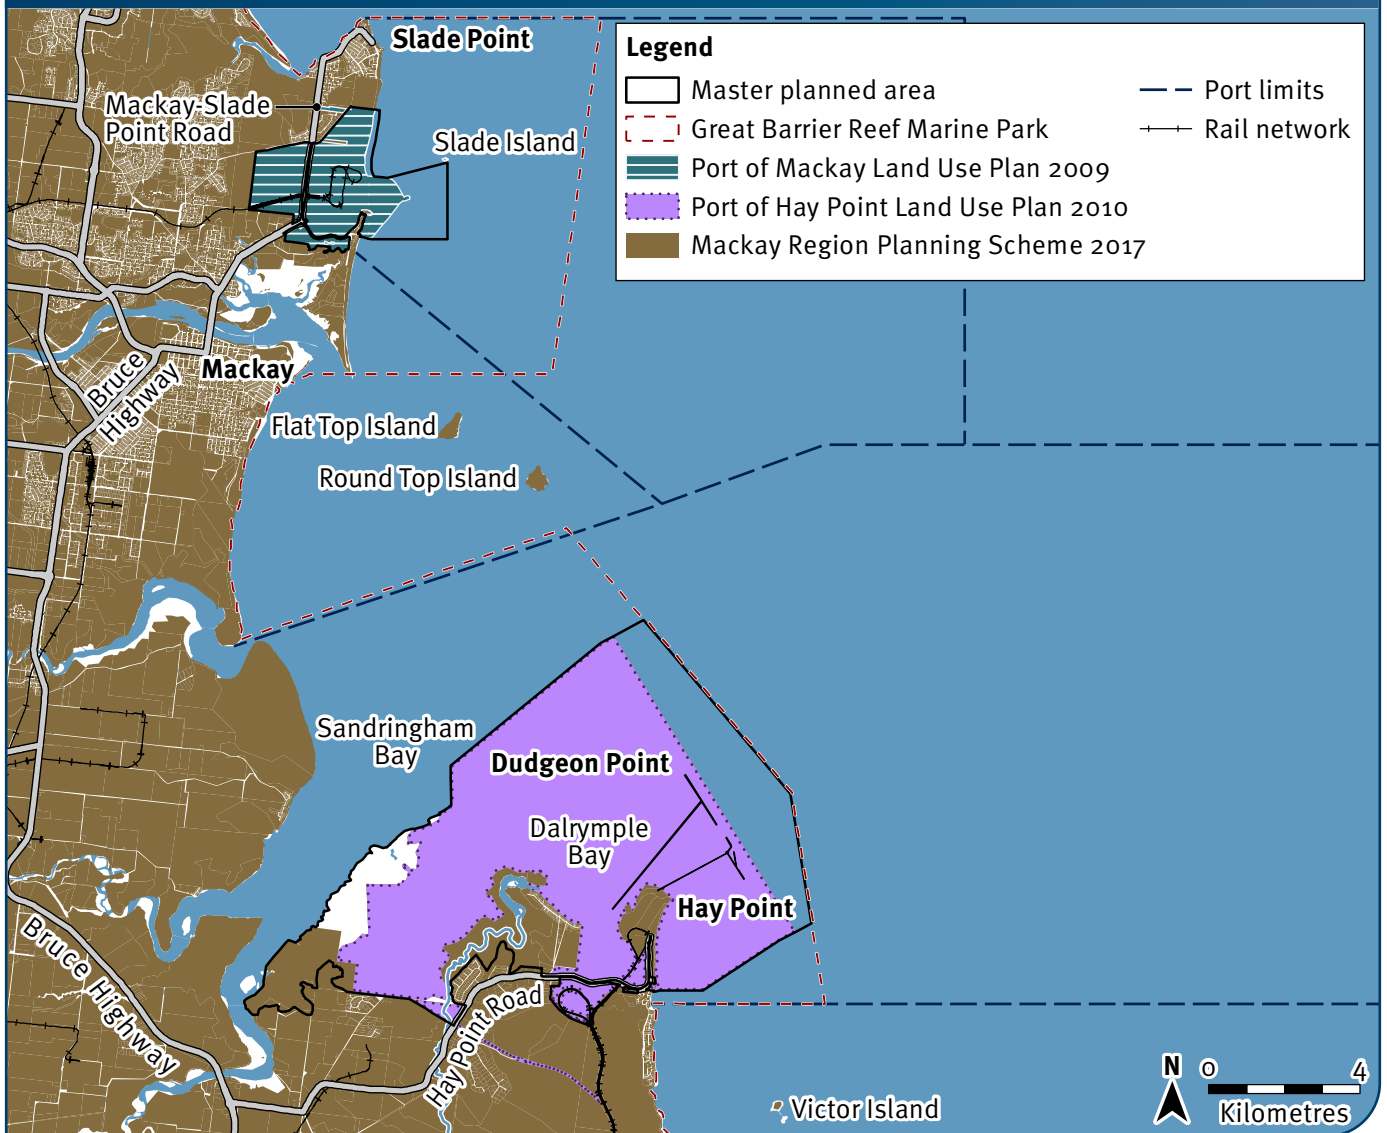 Slade Point
Legend
Master planned area
Port limits
Great Barrier Reef Marine Park
Rail network
Port of Mackay Land Use Plan 2009
Port of Hay Point Land Use Plan 2010
Mackay Region Planning Scheme 2017
Mackay-Slade
Point Road
Slade Island
Mackay
Bruce
Highway
Flat Top Island
Round Top Island
Sandringham
Bay
Dudgeon Point
Dalrymple
Bay
Hay Point
Bruce Highway
Hay Point Road
Victor Island
N
0 4
Kilometres